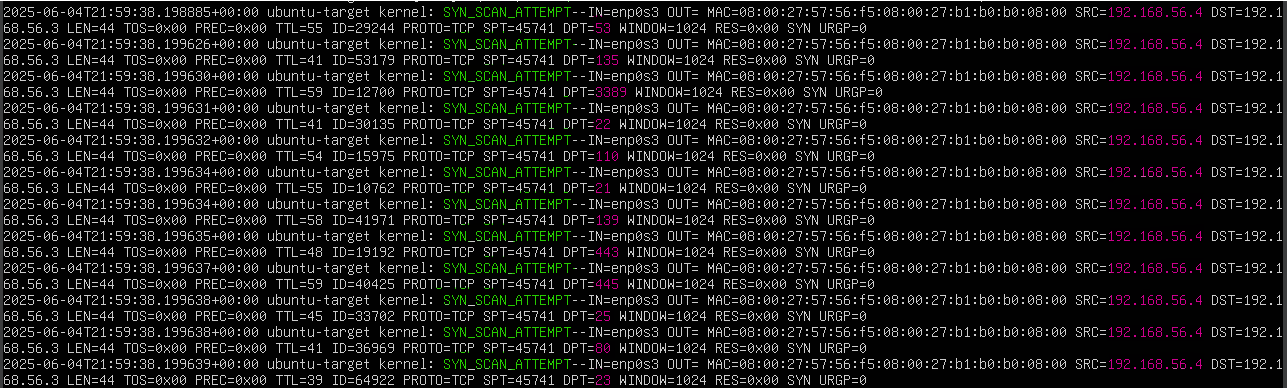 2025-06-04T21:59:38.198885+00:00 ubuntu-target kernel: SYN_SCAN_ATTEMPT--IN=enp0s3 OUT= MAC=08:00:27:57:56:f5:08:00:27:b1:b0:b0:08:00 SRC=192.168.56.4 DST=192.1
68.56.3 LEN=44 TOS=0x00 PREC=0x00 TTL=55 ID=29244 PROTO=TCP SPT=45741 DPT=53 WINDOW=1024 RES=0x00 SYN URGP=0
2025-06-04T21:59:38.199626+00:00 ubuntu-target kernel: SYN_SCAN_ATTEMPT--IN=enp0s3 OUT= MAC=08:00:27:57:56:f5:08:00:27:b1:b0:b0:08:00 SRC=192.168.56.4 DST=192.1
68.56.3 LEN=44 TOS=0x00 PREC=0x00 TTL=41 ID=53179 PROTO=TCP SPT=45741 DPT=135 WINDOW=1024 RES=0x00 SYN URGP=0
2025-06-04T21:59:38.199630+00:00 ubuntu-target kernel: SYN_SCAN_ATTEMPT--IN=enp0s3 OUT= MAC=08:00:27:57:56:f5:08:00:27:b1:b0:b0:08:00 SRC=192.168.56.4 DST=192.1
68.56.3 LEN=44 TOS=0x00 PREC=0x00 TTL=59 ID=12700 PROTO=TCP SPT=45741 DPT=3389 WINDOW=1024 RES=0x00 SYN URGP=0
2025-06-04T21:59:38.199631+00:00 ubuntu-target kernel: SYN_SCAN_ATTEMPT--IN=enp0s3 OUT= MAC=08:00:27:57:56:f5:08:00:27:b1:b0:b0:08:00 SRC=192.168.56.4 DST=192.1
68.56.3 LEN=44 TOS=0x00 PREC=0x00 TTL=41 ID=30135 PROTO=TCP SPT=45741 DPT=22 WINDOW=1024 RES=0x00 SYN URGP=0
2025-06-04T21:59:38.199632+00:00 ubuntu-target kernel: SYN_SCAN_ATTEMPT--IN=enp0s3 OUT= MAC=08:00:27:57:56:f5:08:00:27:b1:b0:b0:08:00 SRC=192.168.56.4 DST=192.1
68.56.3 LEN=44 TOS=0x00 PREC=0x00 TTL=54 ID=15975 PROTO=TCP SPT=45741 DPT=110 WINDOW=1024 RES=0x00 SYN URGP=0
2025-06-04T21:59:38.199634+00:00 ubuntu-target kernel: SYN_SCAN_ATTEMPT--IN=enp0s3 OUT= MAC=08:00:27:57:56:f5:08:00:27:b1:b0:b0:08:00 SRC=192.168.56.4 DST=192.1
68.56.3 LEN=44 TOS=0x00 PREC=0x00 TTL=55 ID=10762 PROTO=TCP SPT=45741 DPT=21 WINDOW=1024 RES=0x00 SYN URGP=0
2025-06-04T21:59:38.199634+00:00 ubuntu-target kernel: SYN_SCAN_ATTEMPT--IN=enp0s3 OUT= MAC=08:00:27:57:56:f5:08:00:27:b1:b0:b0:08:00 SRC=192.168.56.4 DST=192.1
68.56.3 LEN=44 TOS=0x00 PREC=0x00 TTL=58 ID=41971 PROTO=TCP SPT=45741 DPT=139 WINDOW=1024 RES=0x00 SYN URGP=0
2025-06-04T21:59:38.199635+00:00 ubuntu-target kernel: SYN_SCAN_ATTEMPT--IN=enp0s3 OUT= MAC=08:00:27:57:56:f5:08:00:27:b1:b0:b0:08:00 SRC=192.168.56.4 DST=192.1
68.56.3 LEN=44 TOS=0x00 PREC=0x00 TTL=48 ID=19192 PROTO=TCP SPT=45741 DPT=443 WINDOW=1024 RES=0x00 SYN URGP=0
2025-06-04T21:59:38.199637+00:00 ubuntu-target kernel: SYN_SCAN_ATTEMPT--IN=enp0s3 OUT= MAC=08:00:27:57:56:f5:08:00:27:b1:b0:b0:08:00 SRC=192.168.56.4 DST=192.1
68.56.3 LEN=44 TOS=0x00 PREC=0x00 TTL=59 ID=40425 PROTO=TCP SPT=45741 DPT=445 WINDOW=1024 RES=0x00 SYN URGP=0
2025-06-04T21:59:38.199638+00:00 ubuntu-target kernel: SYN_SCAN_ATTEMPT--IN=enp0s3 OUT= MAC=08:00:27:57:56:f5:08:00:27:b1:b0:b0:08:00 SRC=192.168.56.4 DST=192.1
68.56.3 LEN=44 TOS=0x00 PREC=0x00 TTL=45 ID=33702 PROTO=TCP SPT=45741 DPT=25 WINDOW=1024 RES=0x00 SYN URGP=0
2025-06-04T21:59:38.199638+00:00 ubuntu-target kernel: SYN_SCAN_ATTEMPT--IN=enp0s3 OUT= MAC=08:00:27:57:56:f5:08:00:27:b1:b0:b0:08:00 SRC=192.168.56.4 DST=192.1
68.56.3 LEN=44 TOS=0x00 PREC=0x00 TTL=41 ID=36969 PROTO=TCP SPT=45741 DPT=80 WINDOW=1024 RES=0x00 SYN URGP=0
2025-06-04T21:59:38.199639+00:00 ubuntu-target kernel: SYN_SCAN_ATTEMPT--IN=enp0s3 OUT= MAC=08:00:27:57:56:f5:08:00:27:b1:b0:b0:08:00 SRC=192.168.56.4 DST=192.1
68.56.3 LEN=44 TOS=0x00 PREC=0x00 TTL=39 ID=64922 PROTO=TCP SPT=45741 DPT=23 WINDOW=1024 RES=0x00 SYN URGP=0